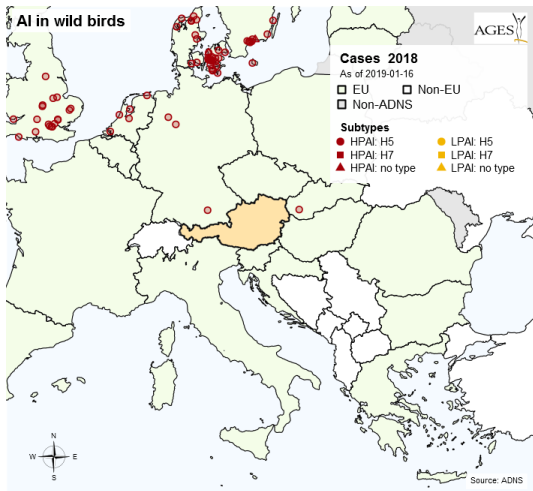 AI in wild birds
AGES
Cases 2018
As of 2019-01-16
EU
Non-EU
Non-ADNS
Subtypes
HPAI: H5
LPAI: H5
HPAI: H7
LPAI: H7
HPAI: no type
LPAI: no type
N
W
E
S
Source: ADNS